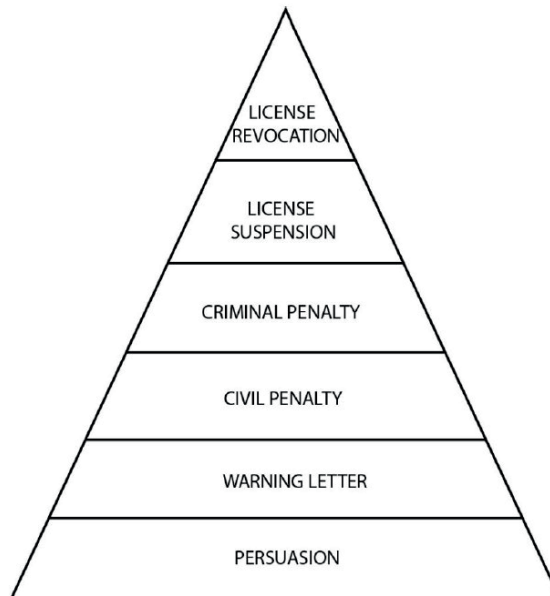 LICENSE
REVOCATION
LICENSE
SUSPENSION
CRIMINAL PENALTY
CIVIL PENALTY
WARNING LETTER
PERSUASION